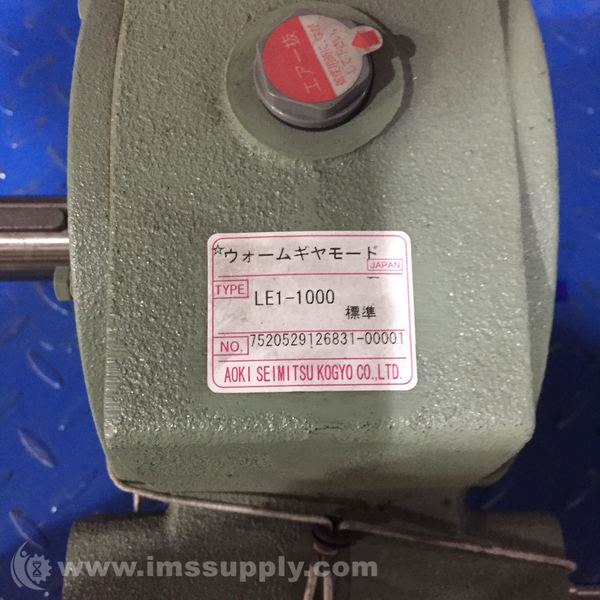 エアー抜
☆ウォームギヤモード
JAPAN
TYPE LE1-1000
標準
NO. 7520529126831-00001
AOKI SEIMITSU KOGYO CO., LTD.
www.imssupply.com